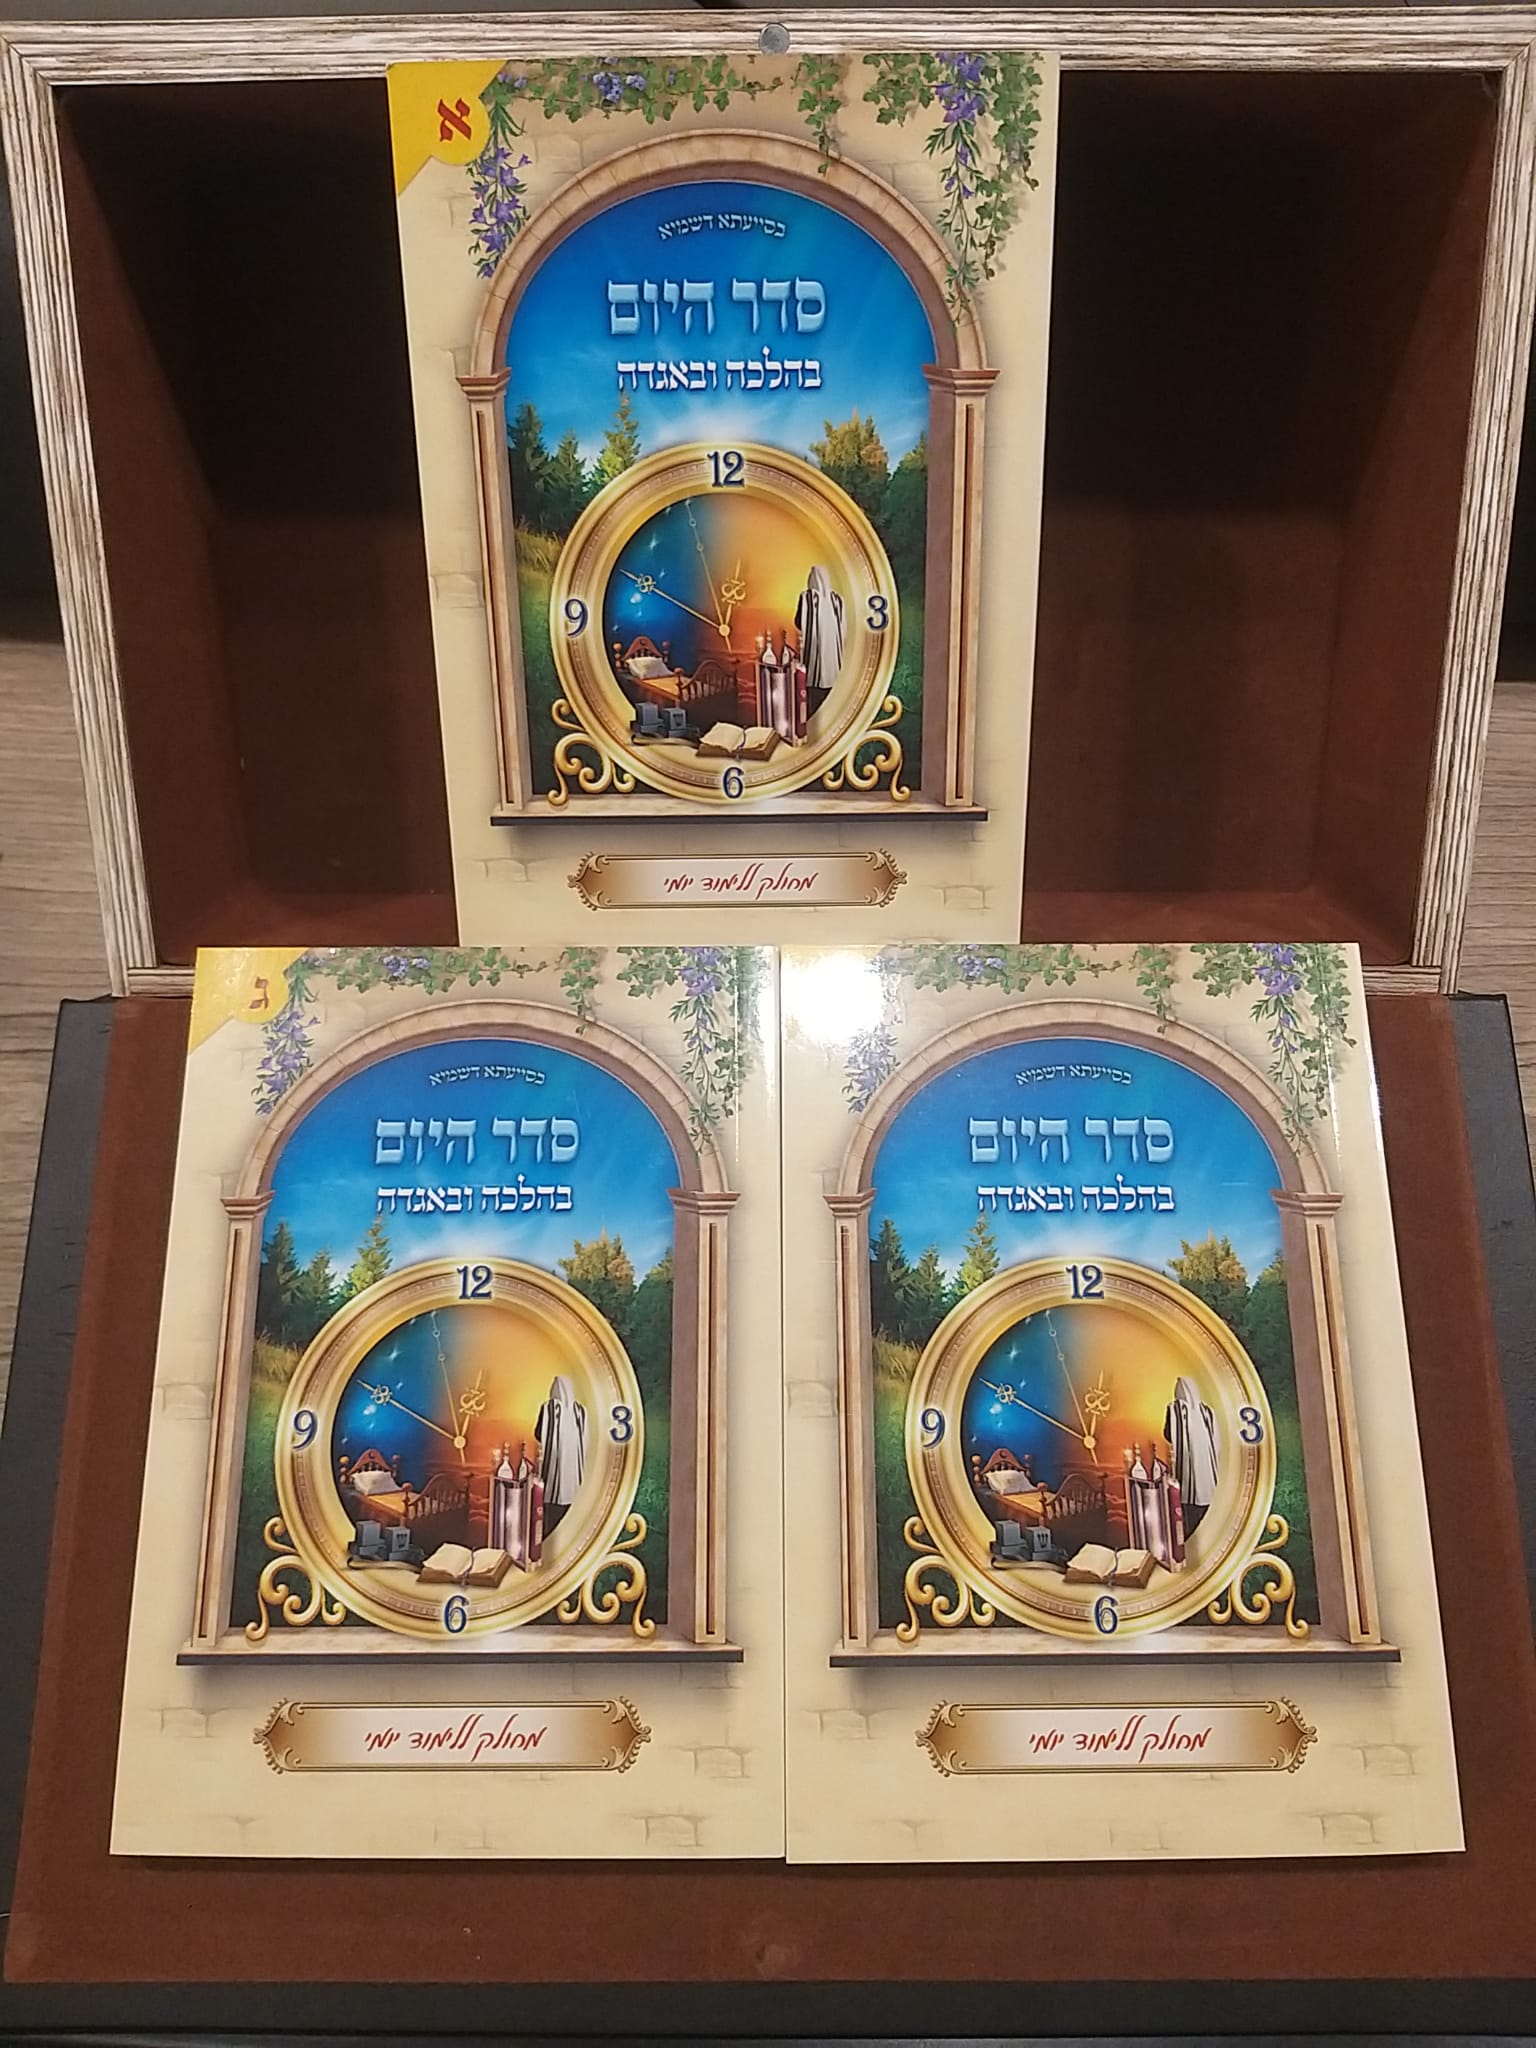 א
בסייעתא דשמיא
סדר היום
בהלכה ובאגדה
12
9
3
6
מחולק ללימוד יומי
ג
בסייעתא דשמיא
סדר היום
בהלכה ובאגדה
12
9
3
ש
6
מחולק ללימוד יומי
בסייעתא דשמיא
סדר היום
בהלכה ובאגדה
12
9
3
ש
6
מחולק ללימוד יומי